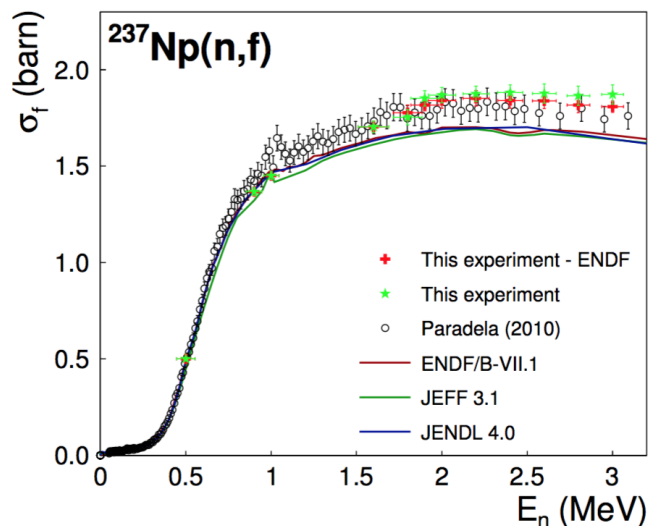 ²³⁷Np(n,f)
σf (barn)
2.0
1.5
1.0
0.5
0.0
This experiment - ENDF
This experiment
Paradela (2010)
ENDF/B-VII.1
JEFF 3.1
JENDL 4.0
0 0.5 1 1.5 2 2.5 3
En (MeV)